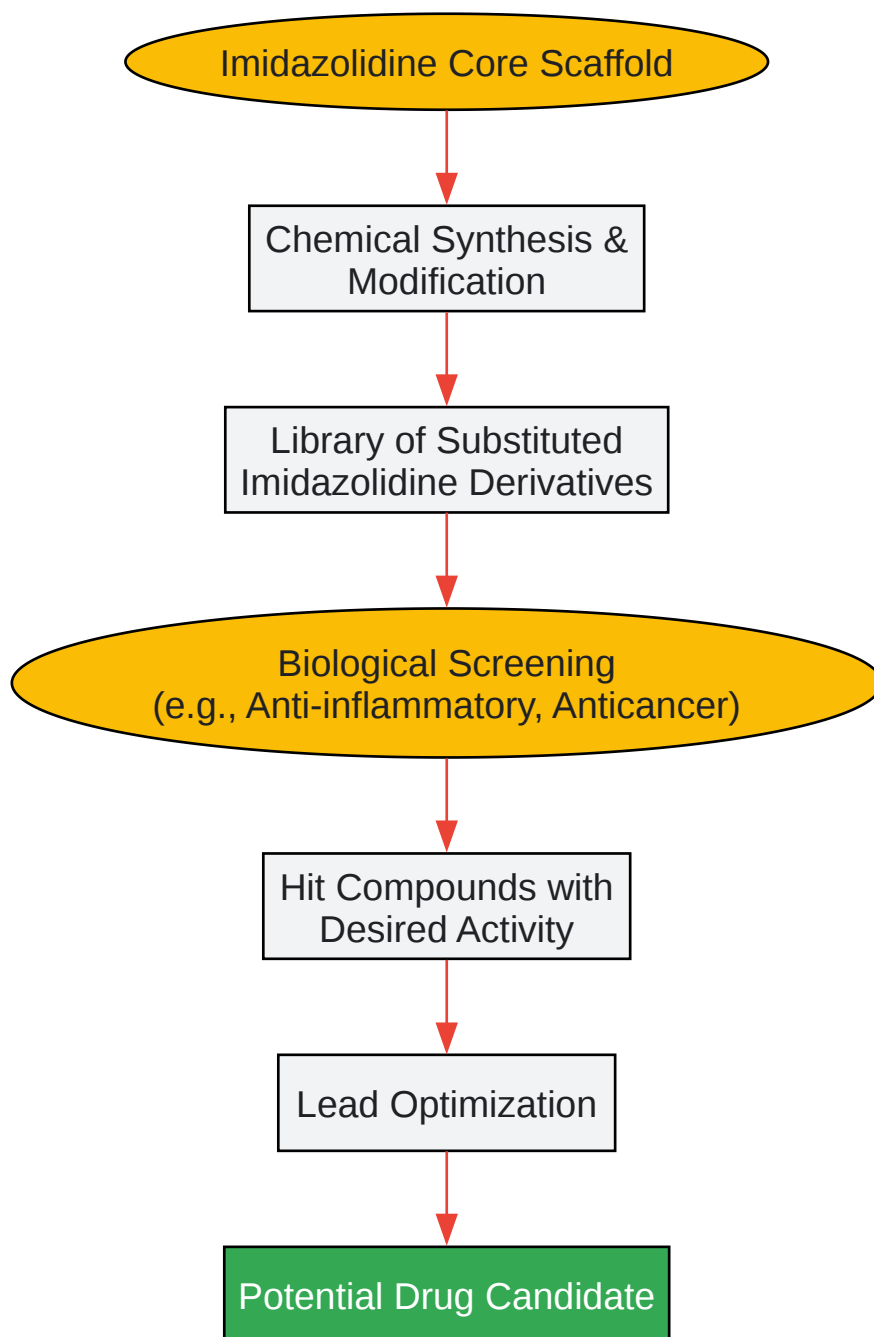 Imidazolidine Core Scaffold
Chemical Synthesis &
Modification
Library of Substituted
Imidazolidine Derivatives
Biological Screening
(e.g., Anti-inflammatory, Anticancer)
Hit Compounds with
Desired Activity
Lead Optimization
Potential Drug Candidate